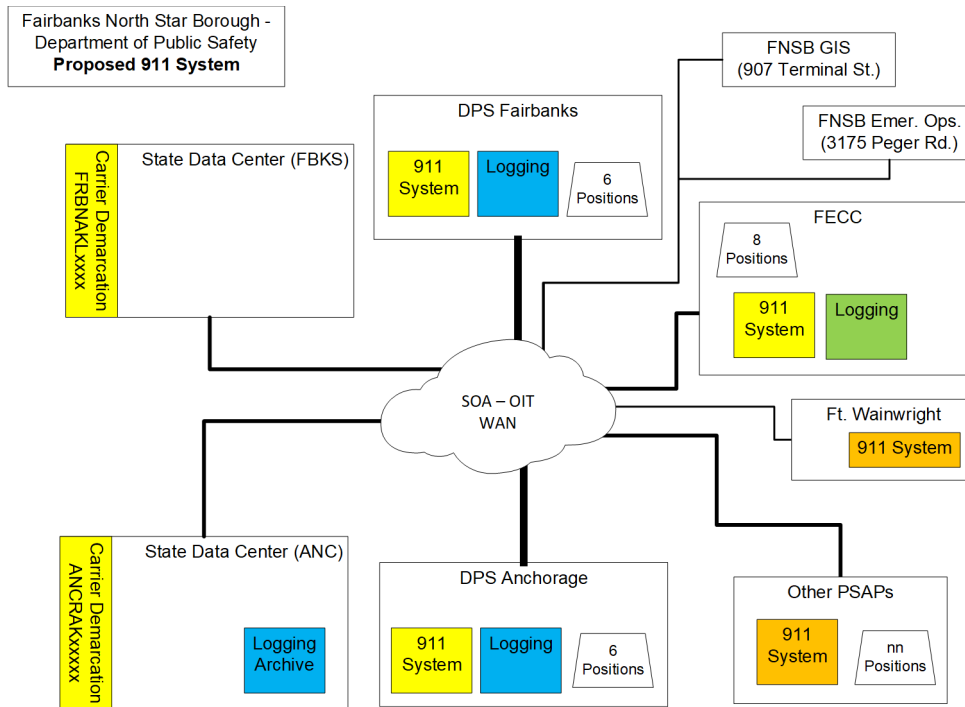 Fairbanks North Star Borough -
Department of Public Safety
Proposed 911 System
FNSB GIS
(907 Terminal St.)
FNSB Emer. Ops.
(3175 Peger Rd.)
DPS Fairbanks
911
System
Logging
6
Positions
Carrier Demarcation
FRBNAKLxxxx
State Data Center (FBKS)
FECC
8
Positions
911
System
Logging
SOA – OIT
WAN
Ft. Wainwright
911 System
Carrier Demarcation
ANCRAKxxxxx
State Data Center (ANC)
Logging
Archive
DPS Anchorage
911
System
Logging
6
Positions
Other PSAPs
911
System
nn
Positions